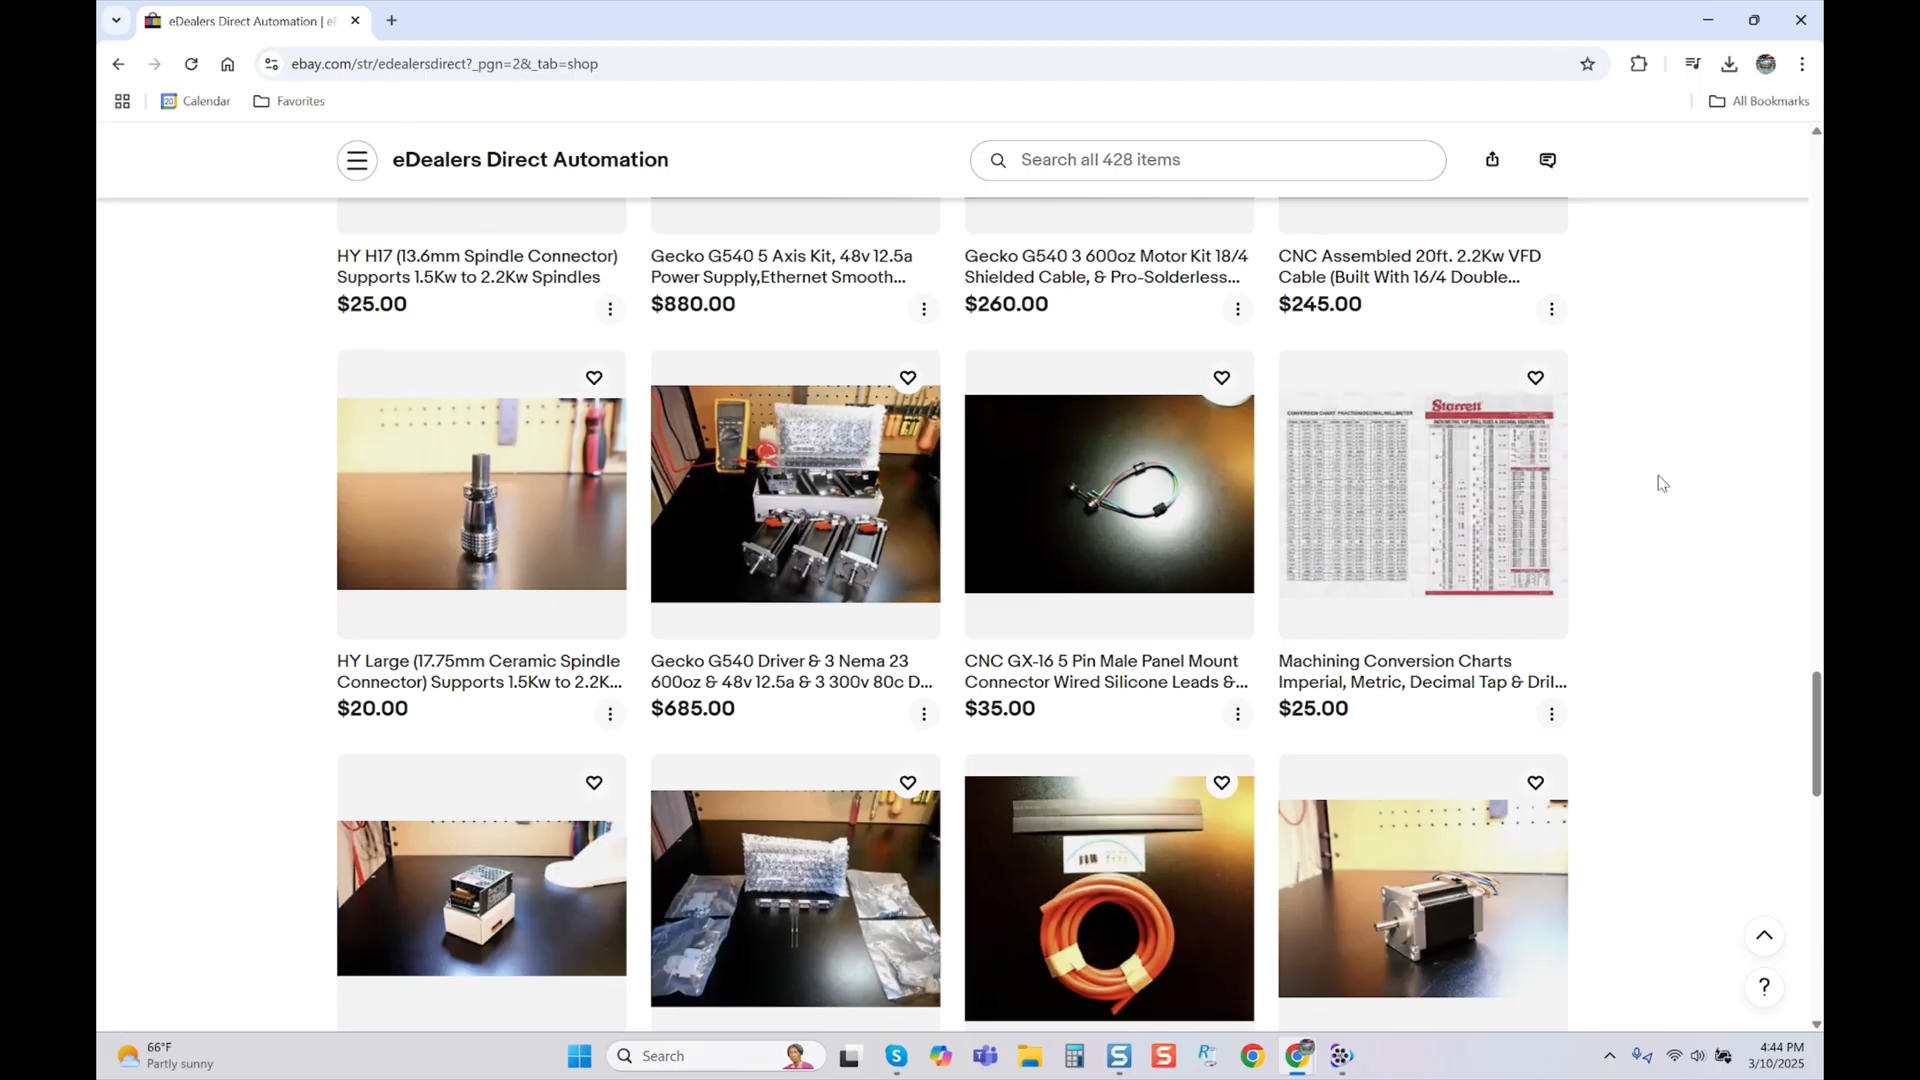 eDealers Direct Automation | eB
ebay.com/str/edealersdirect?_pgn=2&_tab=shop
Calendar
Favorites
All Bookmarks
eDealers Direct Automation
Search all 428 items
HY H17 (13.6mm Spindle Connector)
Supports 1.5Kw to 2.2Kw Spindles
$25.00
Gecko G540 5 Axis Kit, 48v 12.5a
Power Supply,Ethernet Smooth...
$880.00
Gecko G540 3 600oz Motor Kit 18/4
Shielded Cable, & Pro-Solderless...
$260.00
CNC Assembled 20ft. 2.2Kw VFD
Cable (Built With 16/4 Double...
$245.00
CONVERSION CHART FRACTION/DECIMAL/MILLIMETER
Starrett
HY Large (17.75mm Ceramic Spindle
Connector) Supports 1.5Kw to 2.2K...
$20.00
Gecko G540 Driver & 3 Nema 23
600oz & 48v 12.5a & 3 300v 80c D...
$685.00
CNC GX-16 5 Pin Male Panel Mount
Connector Wired Silicone Leads &...
$35.00
Machining Conversion Charts
Imperial, Metric, Decimal Tap & Dril...
$25.00
?
66°F
Partly sunny
Search
4:44 PM
3/10/2025